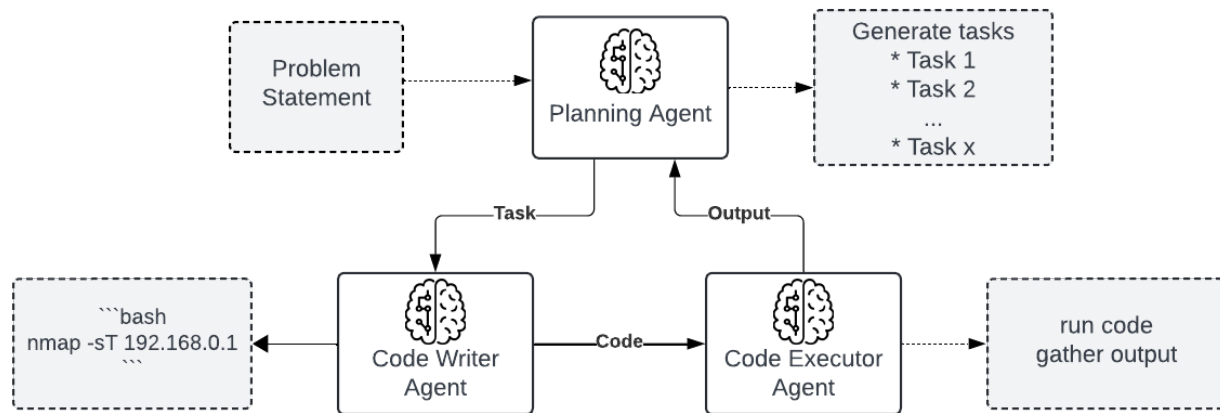 Problem
Statement
Planning Agent
Generate tasks
* Task 1
* Task 2
...
* Task x
Task
Output
```bash
nmap -sT 192.168.0.1
```
Code Writer
Agent
Code
Code Executor
Agent
run code
gather output